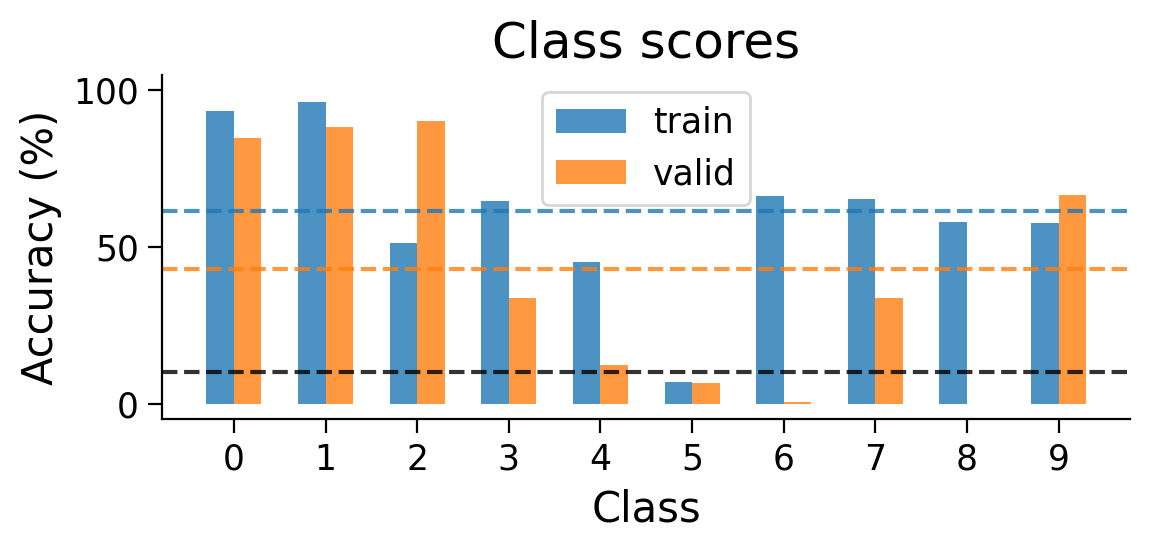 Class scores
Accuracy (%)
100
50
0
train
valid
0 1 2 3 4 5 6 7 8 9
Class